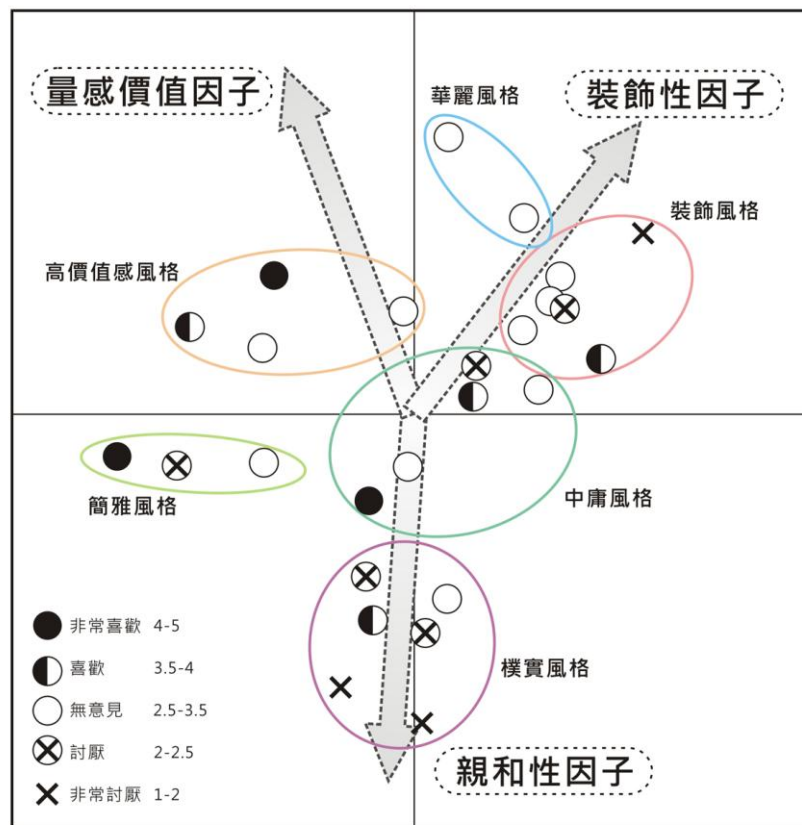 量感價值因子
華麗風格
裝飾性因子
裝飾風格
高價值感風格
簡雅風格
中庸風格
非常喜歡 4-5
喜歡 3.5-4
無意見 2.5-3.5
討厭 2-2.5
非常討厭 1-2
樸實風格
親和性因子